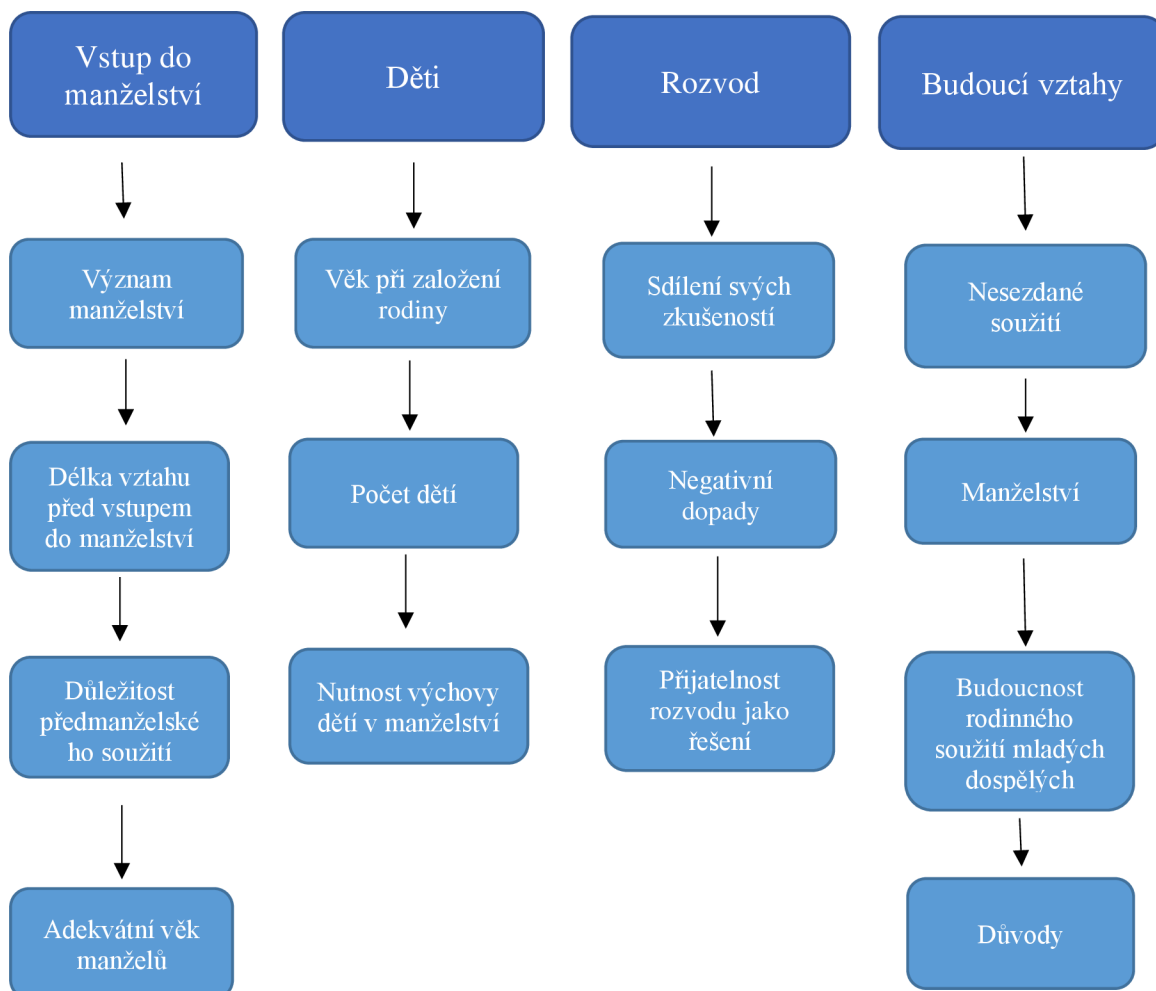 Vstup do
manželství
Význam
manželství
Délka vztahu
před vstupem
do manželství
Důležitost
předmanželské
ho soužití
Adekvátní věk
manželů
Děti
Věk při založení
rodiny
Počet dětí
Nutnost výchovy
dětí v manželství
Rozvod
Sdílení svých
zkušeností
Negativní
dopady
Přijatelnost
rozvodu jako
řešení
Budoucí vztahy
Nesezdané
soužití
Manželství
Budoucnost
rodinného
soužití mladých
dospělých
Důvody